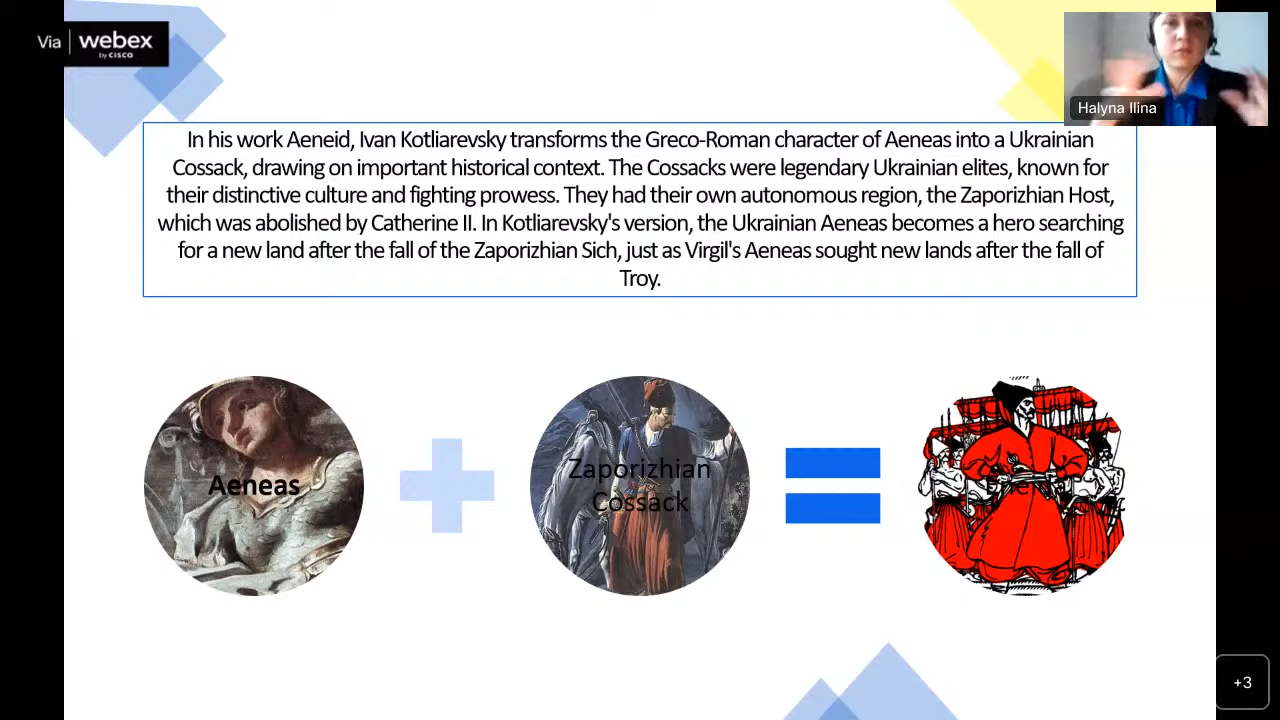 Via webex
by CISCO
Halyna Ilina
In his work Aeneid, Ivan Kotliarevsky transforms the Greco-Roman character of Aeneas into a Ukrainian
Cossack, drawing on important historical context. The Cossacks were legendary Ukrainian elites, known for
their distinctive culture and fighting prowess. They had their own autonomous region, the Zaporizhian Host,
which was abolished by Catherine II. In Kotliarevsky's version, the Ukrainian Aeneas becomes a hero searching
for a new land after the fall of the Zaporizhian Sich, just as Virgil's Aeneas sought new lands after the fall of
Troy.
Aeneas
Zaporizhian
Cossack
+3